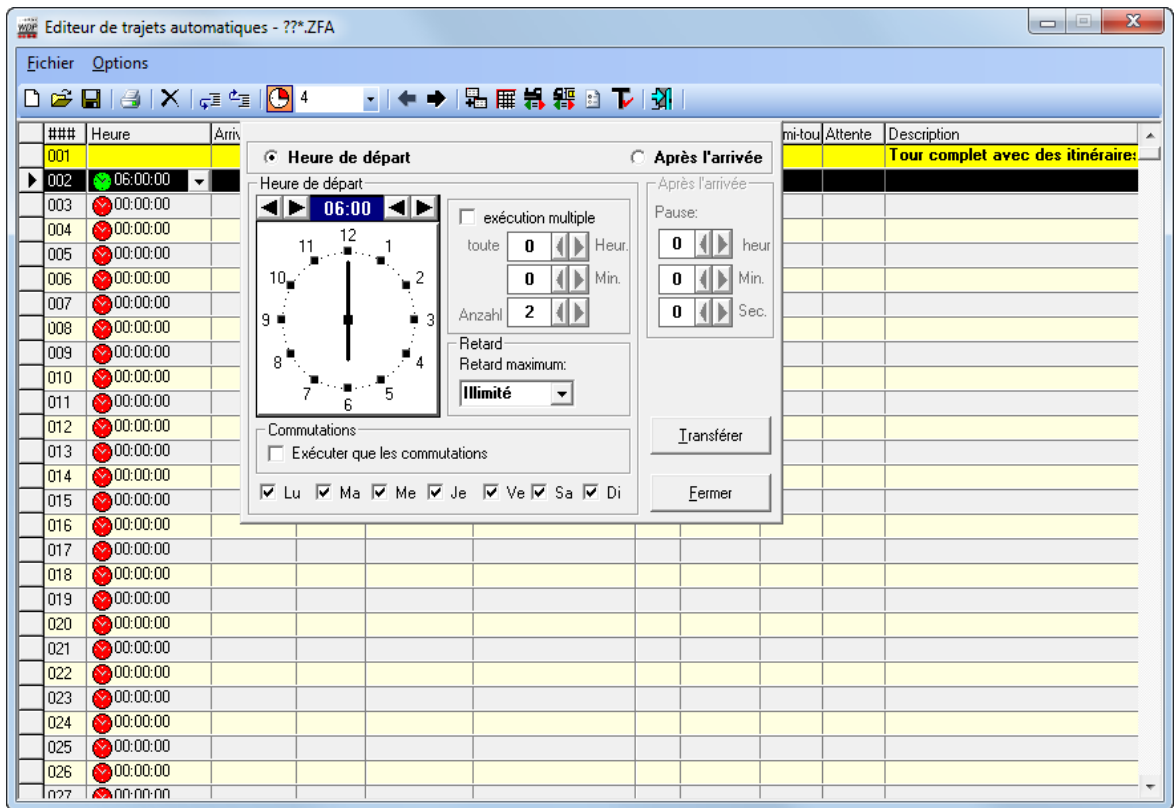 Editeur de trajets automatiques - ??*.ZFA
Fichier Options
4
### Heure Arriv mi-tou Attente Description
001 Tour complet avec des itinéraires
002 06:00:00
003 00:00:00
004 00:00:00
005 00:00:00
006 00:00:00
007 00:00:00
008 00:00:00
009 00:00:00
010 00:00:00
011 00:00:00
012 00:00:00
013 00:00:00
014 00:00:00
015 00:00:00
016 00:00:00
017 00:00:00
018 00:00:00
019 00:00:00
020 00:00:00
021 00:00:00
022 00:00:00
023 00:00:00
024 00:00:00
025 00:00:00
026 00:00:00
027 00:00:00
Heure de départ Après l'arrivée
Heure de départ
06:00
12
1
2
3
4
5
6
7
8
9
10
11
exécution multiple
toute 0 Heur.
0 Min.
Anzahl 2
Retard
Retard maximum:
Illimité
Commutations
Exécuter que les commutations
Lu Ma Me Je Ve Sa Di
Après l'arrivée
Pause:
0 heur
0 Min.
0 Sec.
Transférer
Fermer